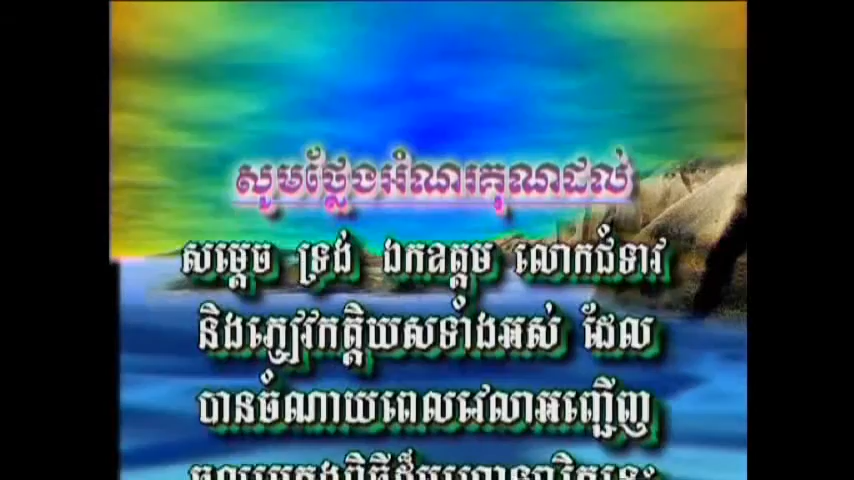 សូមថ្លែងអំណរគុណដល់
សម្តេច ទ្រង់ ឯកឧត្តម លោកជំទាវ
និងភ្ញៀវកត្តិយសទាំងអស់ ដែល
បានចំណាយពេលវេលាអញ្ជើញ